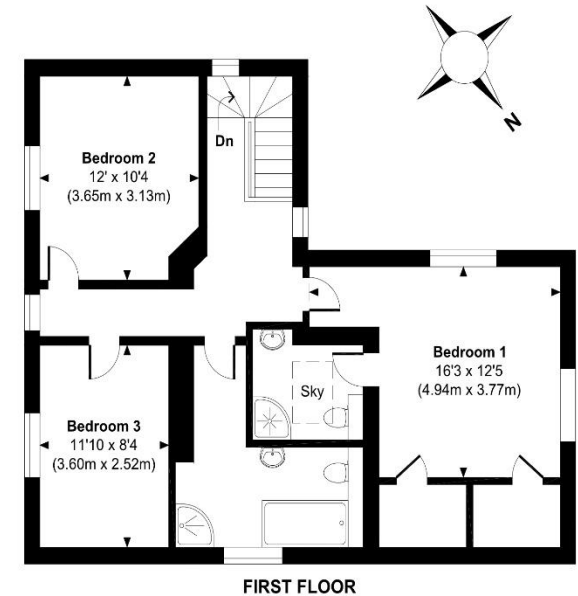 N
Dn
Bedroom 2
12' x 10'4
(3.65m x 3.13m)
Bedroom 1
16'3 x 12'5
(4.94m x 3.77m)
Sky
Bedroom 3
11'10 x 8'4
(3.60m x 2.52m)
FIRST FLOOR